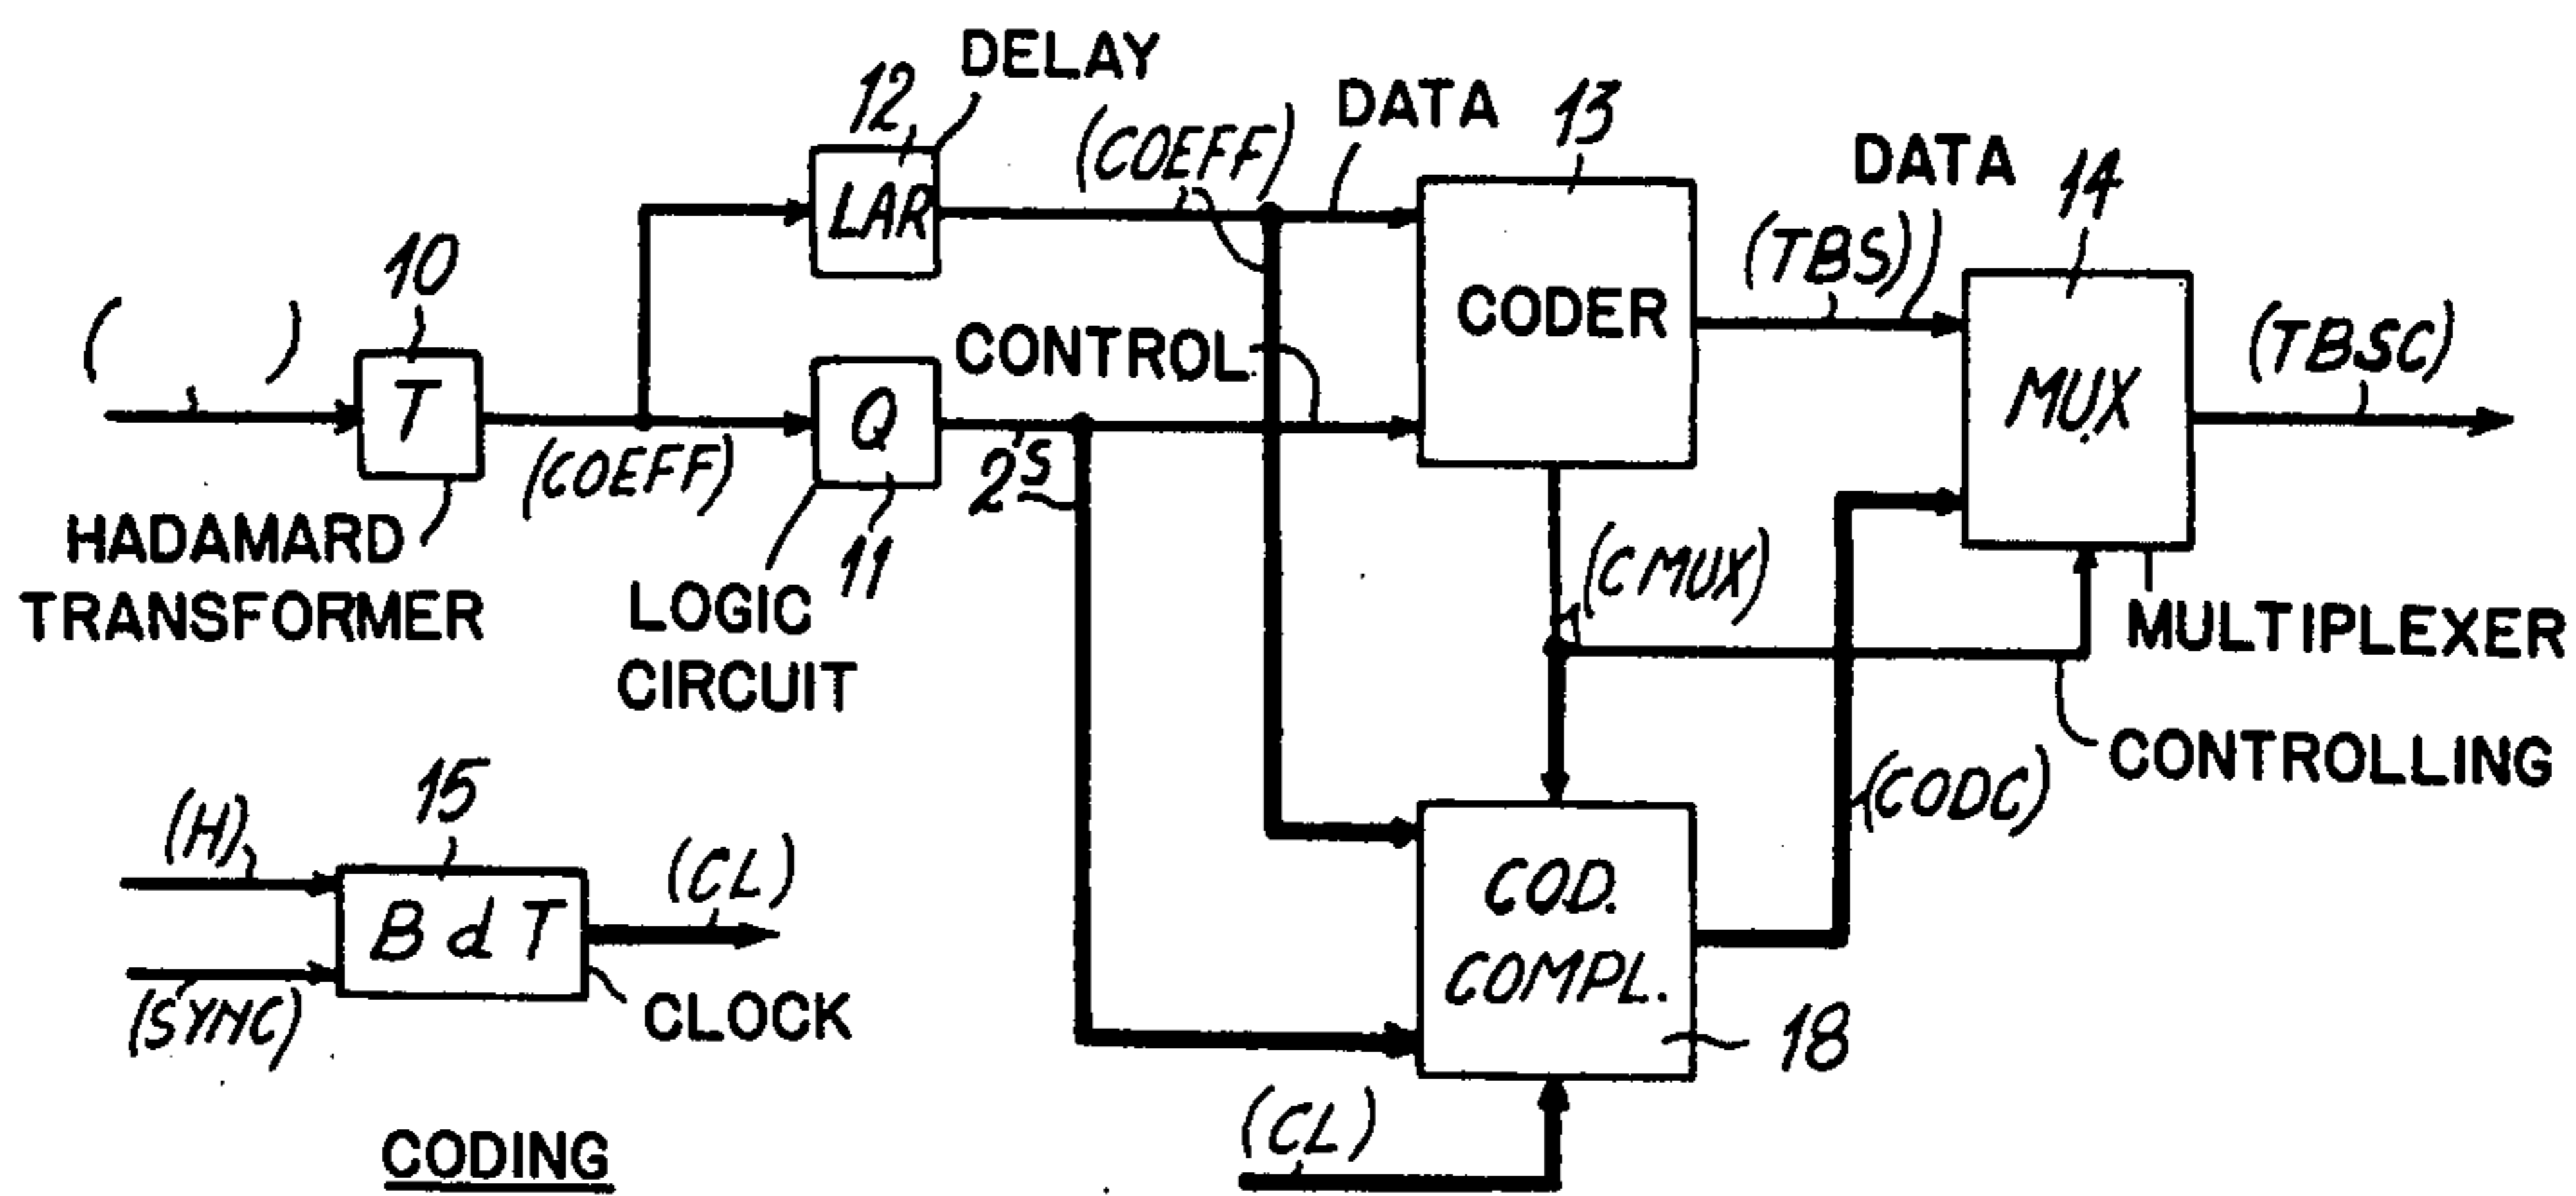 DELAY
12
LAR
(COEFF)
DATA
13
CODER
DATA
(TBS)
14
MUX
(TBSC)
MULTIPLEXER
10
(    )
T
HADAMARD
TRANSFORMER
(COEFF)
Q
11
LOGIC
CIRCUIT
CONTROL
2S
(CMUX)
CONTROLLING
(CODC)
15
(H)
(SYNC)
B d T
(CL)
CLOCK
COD.
COMPL.
18
(CL)
CODING